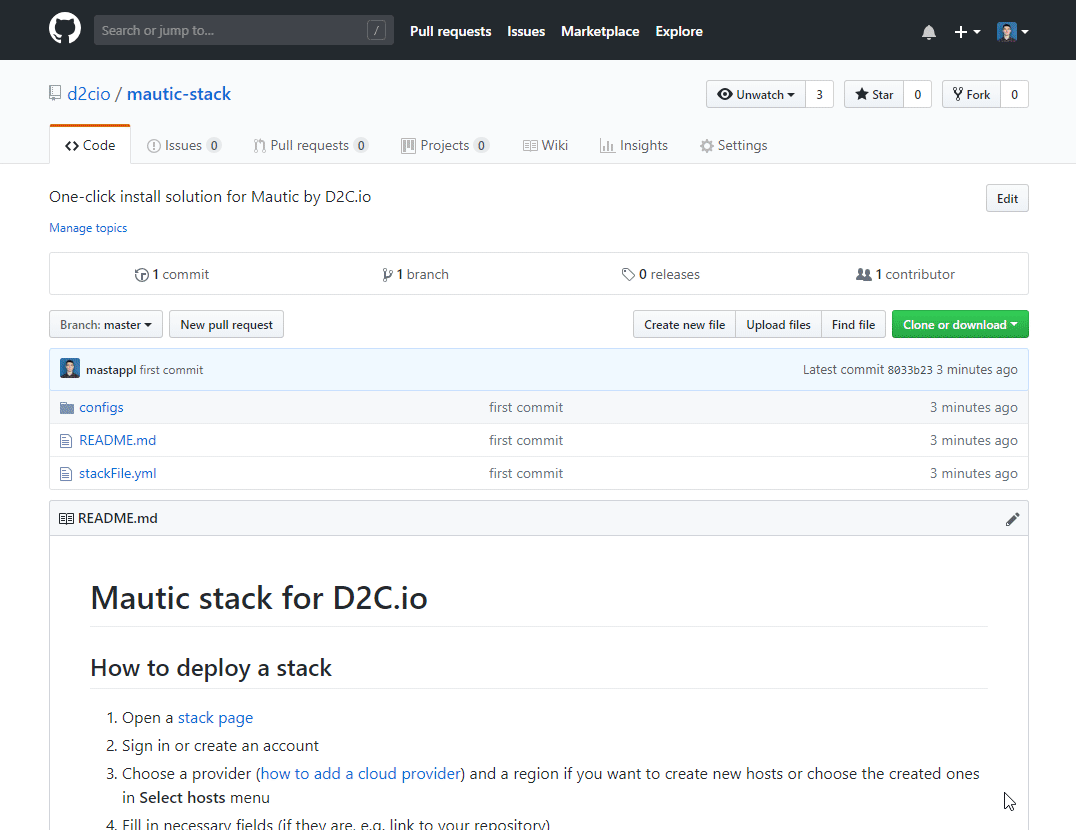 Search or jump to... / Pull requests Issues Marketplace Explore
d2cio / mautic-stack Unwatch 3 Star 0 Fork 0
Code Issues 0 Pull requests 0 Projects 0 Wiki Insights Settings
One-click install solution for Mautic by D2C.io Edit
Manage topics
1 commit 1 branch 0 releases 1 contributor
Branch: master New pull request Create new file Upload files Find file Clone or download
mastappl first commit Latest commit 8033b23 3 minutes ago
configs first commit 3 minutes ago
README.md first commit 3 minutes ago
stackFile.yml first commit 3 minutes ago
README.md
Mautic stack for D2C.io
How to deploy a stack
1. Open a stack page
2. Sign in or create an account
3. Choose a provider (how to add a cloud provider) and a region if you want to create new hosts or choose the created ones
in Select hosts menu
4. Fill in necessary fields (if they are, e.g. link to your repository)